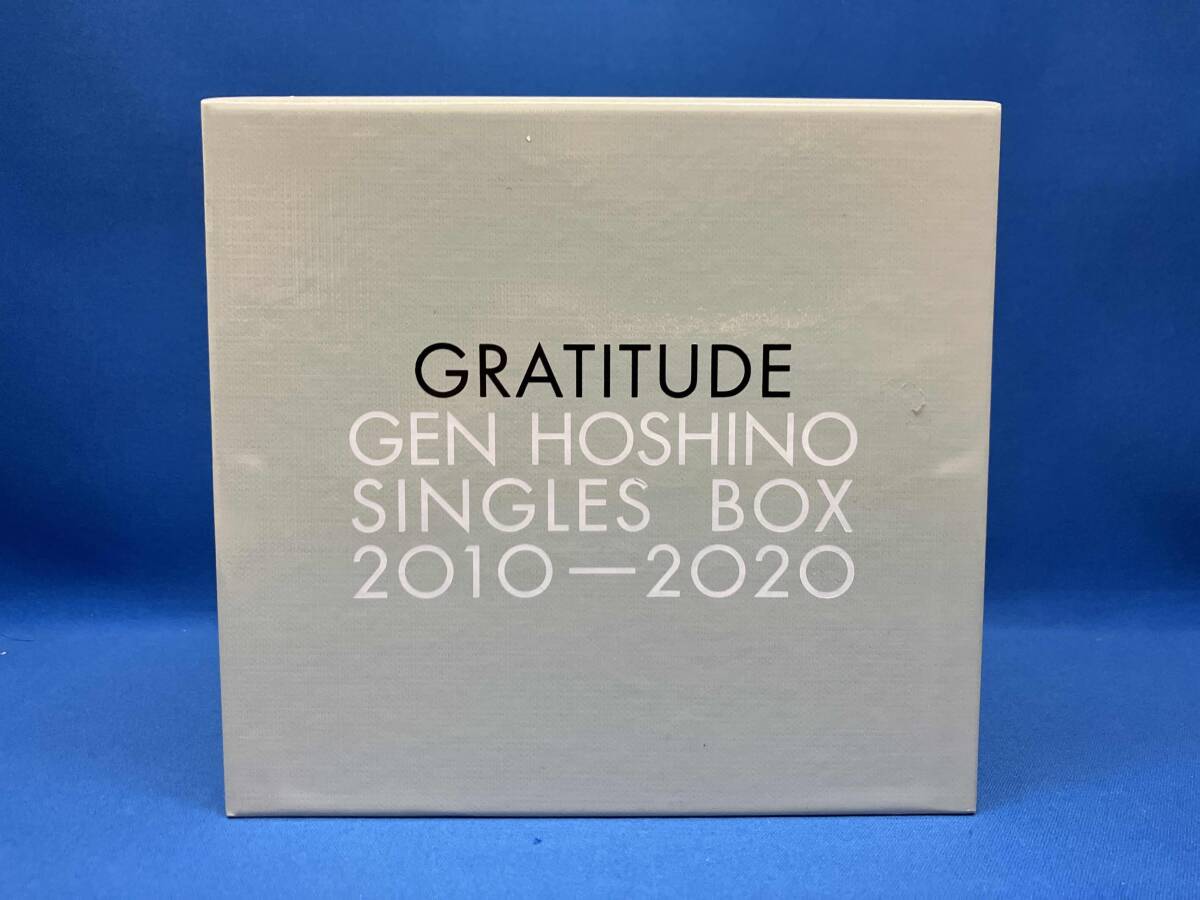 GRATITUDE
GEN HOSHINO
SINGLES BOX
2010—2020